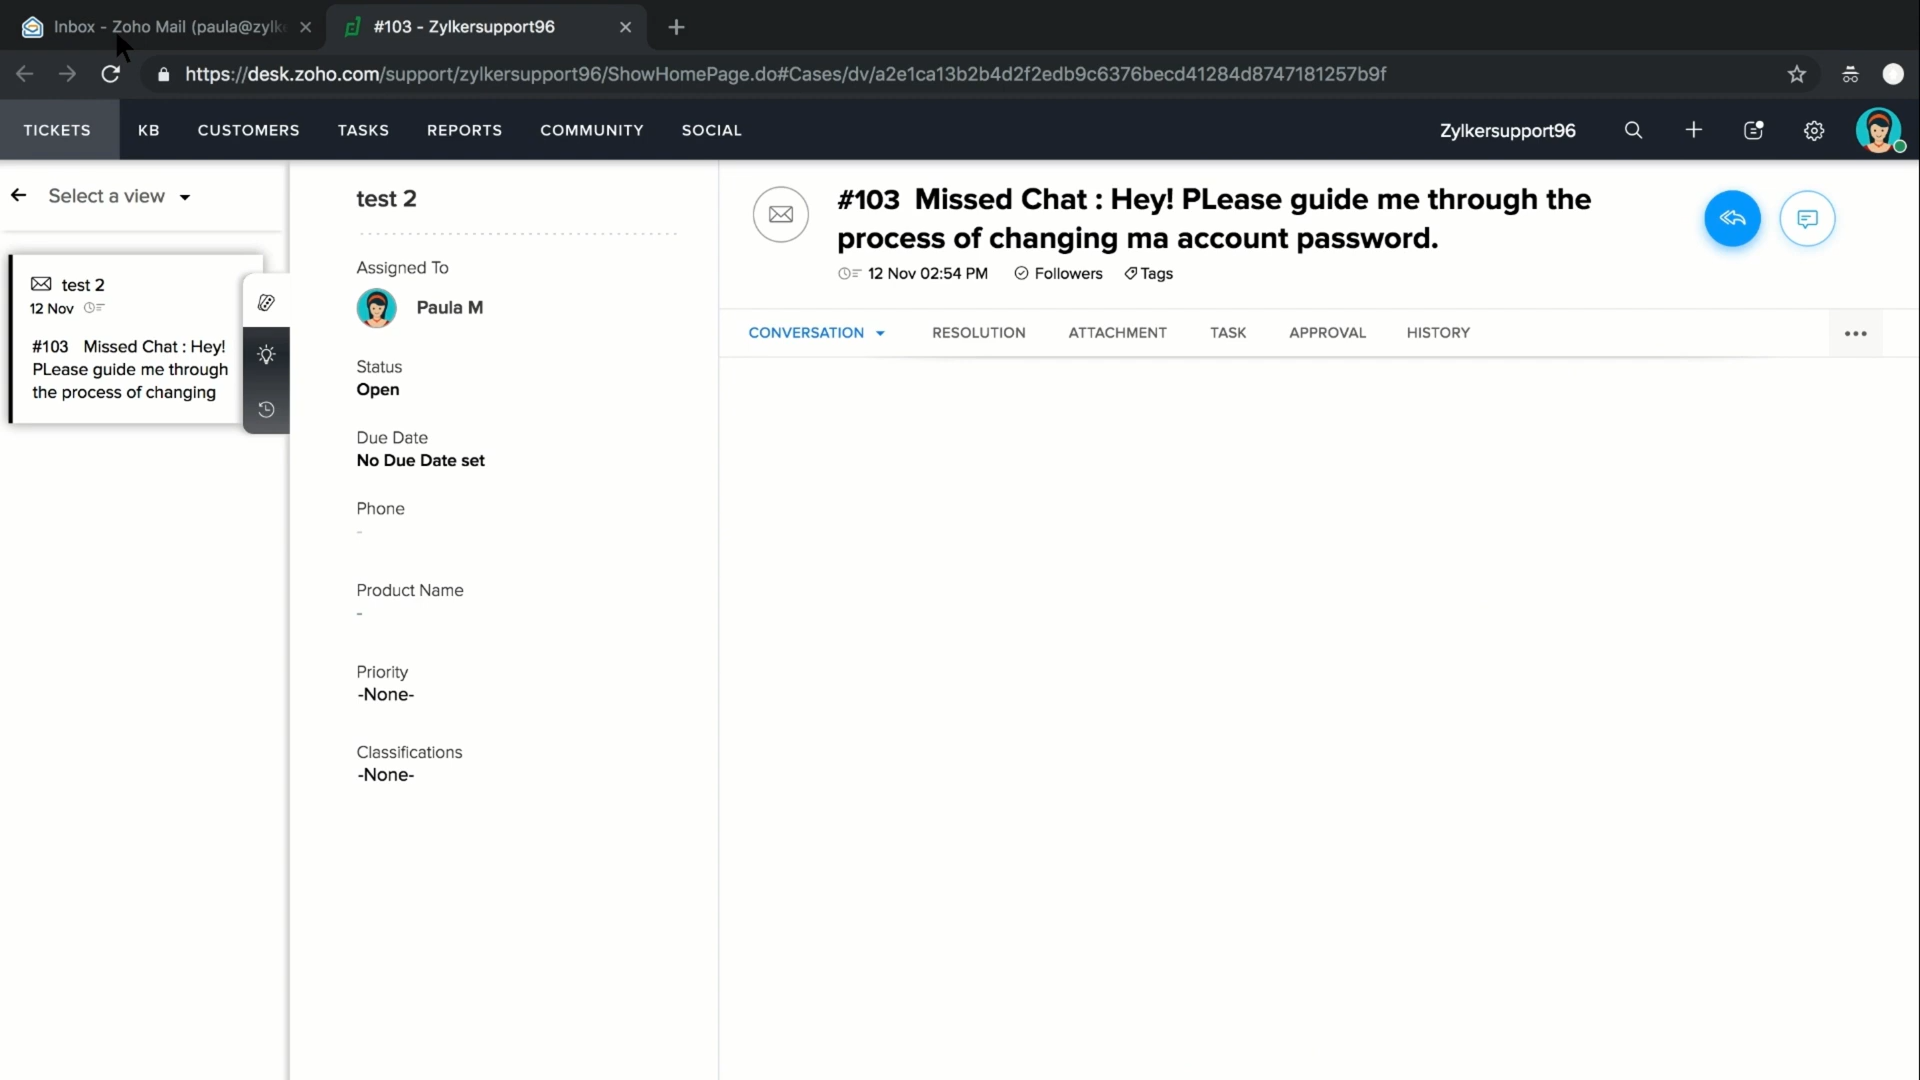 Inbox - Zoho Mail (paula@zylke
#103 - Zylkersupport96
https://desk.zoho.com/support/zylkersupport96/ShowHomePage.do#Cases/dv/a2e1ca13b2b4d2f2edb9c6376becd41284d8747181257b9f
TICKETS KB CUSTOMERS TASKS REPORTS COMMUNITY SOCIAL Zylkersupport96
Select a view
test 2
12 Nov
#103 Missed Chat : Hey!
PLease guide me through
the process of changing
test 2
Assigned To
Paula M
Status
Open
Due Date
No Due Date set
Phone
-
Product Name
-
Priority
-None-
Classifications
-None-
#103 Missed Chat : Hey! PLease guide me through the
process of changing ma account password.
12 Nov 02:54 PM Followers Tags
CONVERSATION RESOLUTION ATTACHMENT TASK APPROVAL HISTORY